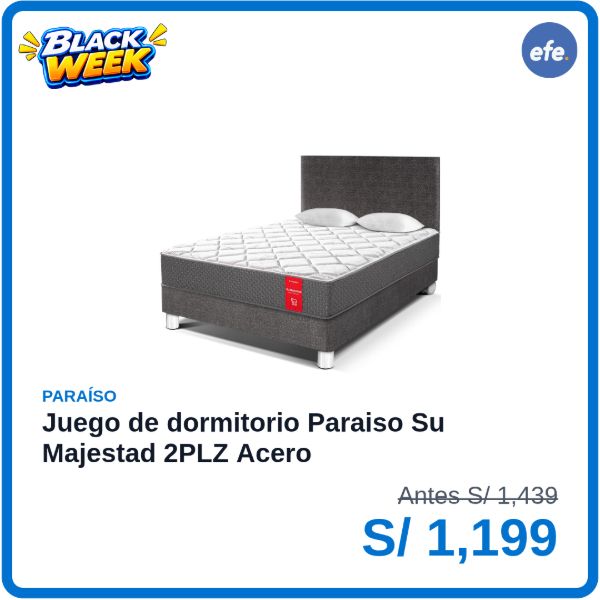 BLACK
WEEK
efe.
PARAÍSO
Juego de dormitorio Paraiso Su
Majestad 2PLZ Acero
Antes S/ 1,439
S/ 1,199